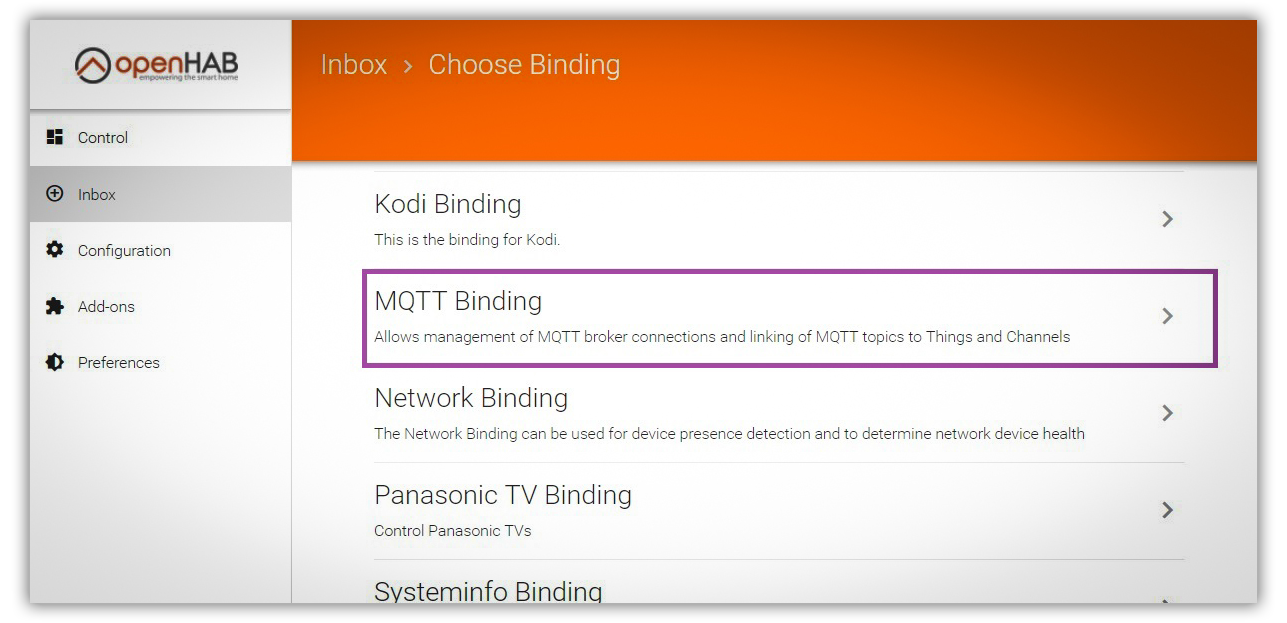 openHAB
empowering the smart home
Inbox > Choose Binding
Control
Inbox
Configuration
Add-ons
Preferences
Kodi Binding
This is the binding for Kodi.
MQTT Binding
Allows management of MQTT broker connections and linking of MQTT topics to Things and Channels
Network Binding
The Network Binding can be used for device presence detection and to determine network device health
Panasonic TV Binding
Control Panasonic TVs
Systeminfo Binding